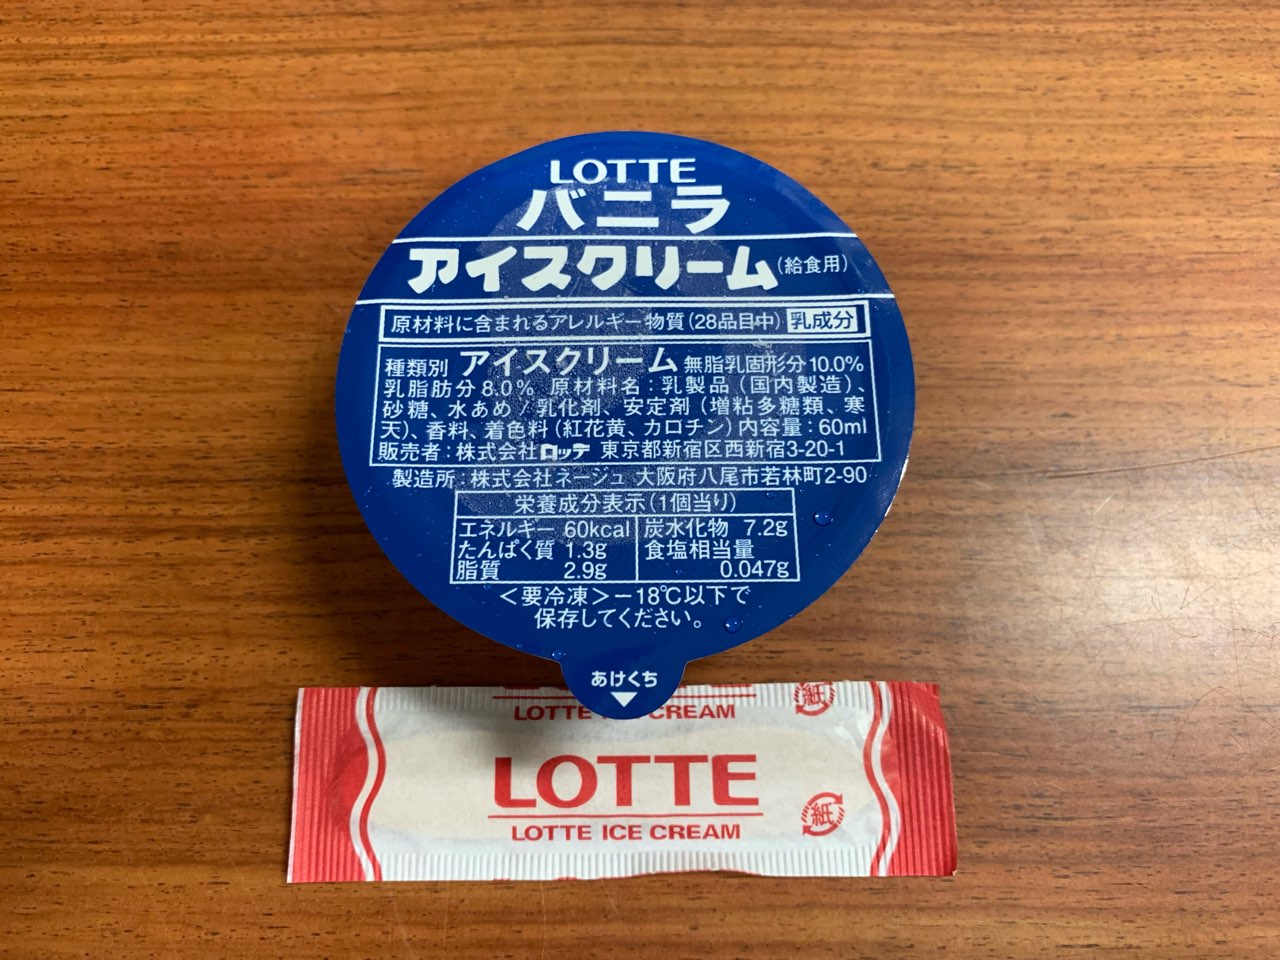 LOTTE
バニラ
アイスクリーム(給食用)
原材料に含まれるアレルギー物質(28品目中) 乳成分
種類別 アイスクリーム 無脂乳固形分10.0%
乳脂肪分8.0% 原材料名:乳製品(国内製造)、
砂糖、水あめ/乳化剤、安定剤(増粘多糖類、寒
天)、香料、着色料(紅花黄、カロチン)内容量:60ml
販売者:株式会社ロッテ 東京都新宿区西新宿3-20-1
製造所:株式会社ネージュ 大阪府八尾市若林町2-90
栄養成分表示(1個当り)
エネルギー 60kcal 炭水化物 7.2g
たんぱく質 1.3g 食塩相当量
脂質 2.9g 0.047g
<要冷凍>-18℃以下で
保存してください。
あけくち
紙
LOTTE CREAM
LOTTE
LOTTE ICE CREAM
紙